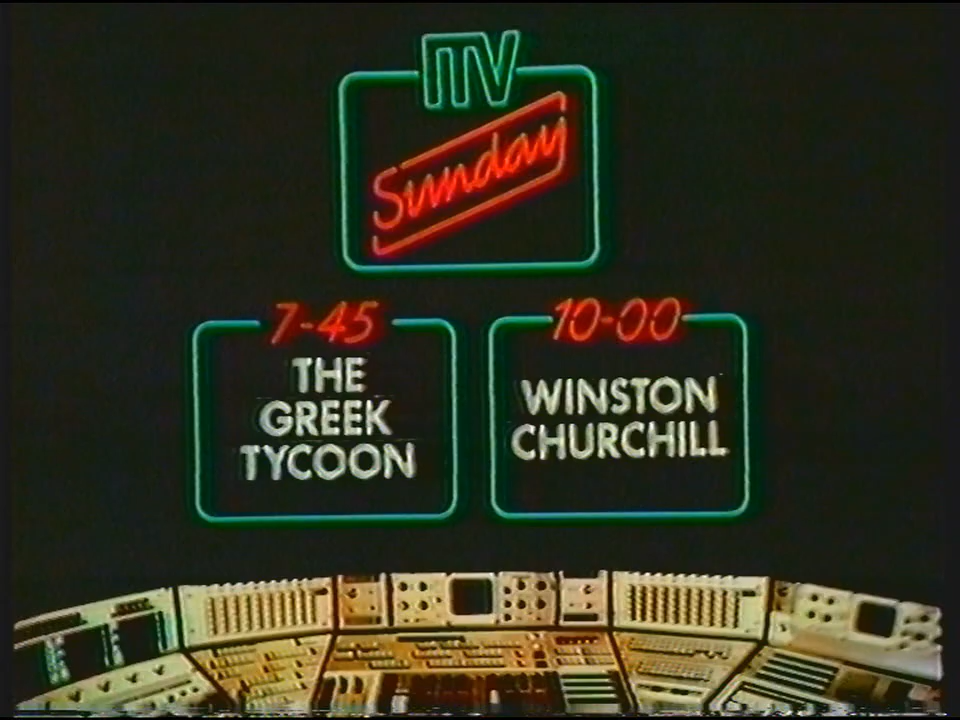 ITV
Sunday
7-45
THE
GREEK
TYCOON
10-00
WINSTON
CHURCHILL